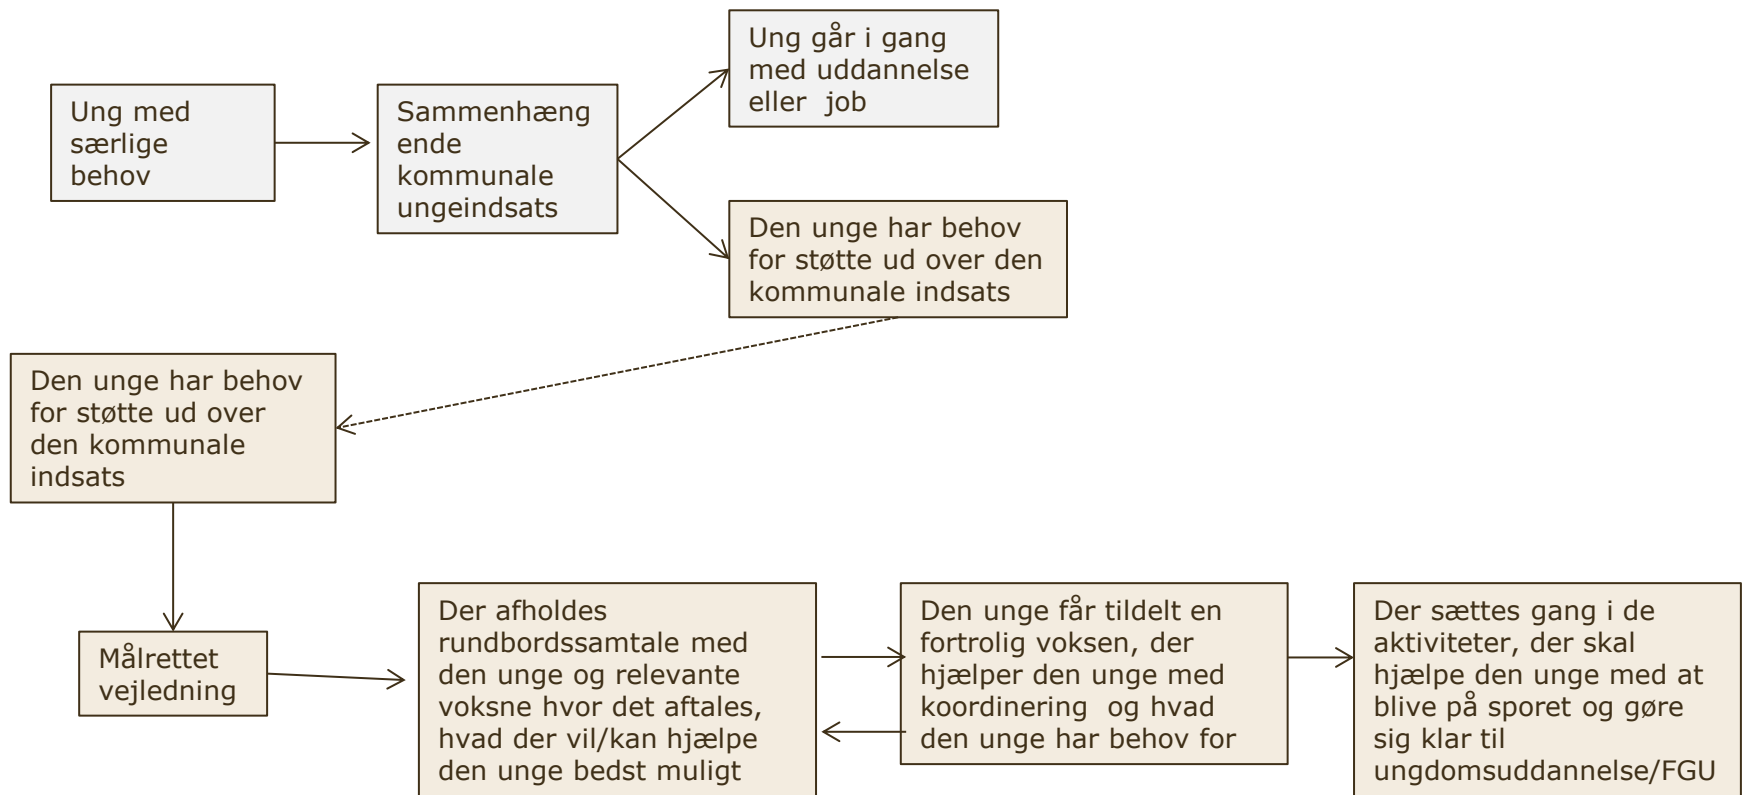 Ung med
særlige
behov
Sammenhæng
ende
kommunale
ungeindsats
Ung går i gang
med uddannelse
eller  job
Den unge har behov
for støtte ud over den
kommunale indsats
Den unge har behov
for støtte ud over
den kommunale
indsats
Målrettet
vejledning
Der afholdes
rundbordssamtale med
den unge og relevante
voksne hvor det aftales,
hvad der vil/kan hjælpe
den unge bedst muligt
Den unge får tildelt en
fortrolig voksen, der
hjælper den unge med
koordinering  og hvad
den unge har behov for
Der sættes gang i de
aktiviteter, der skal
hjælpe den unge med at
blive på sporet og gøre
sig klar til
ungdomsuddannelse/FGU